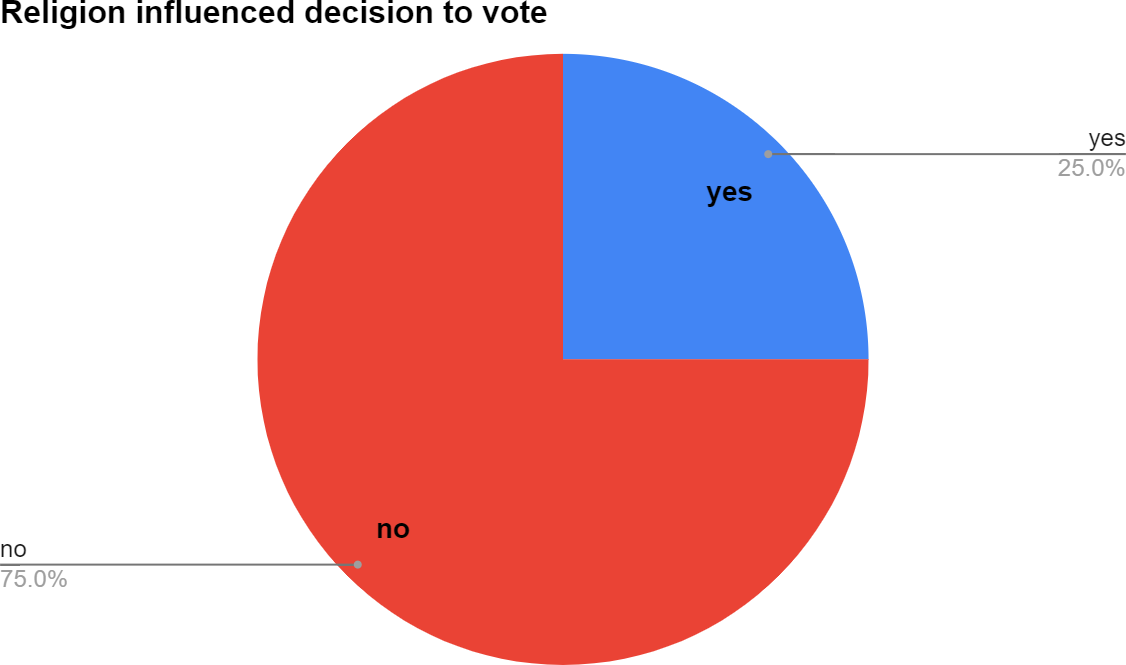 Religion influenced decision to vote
yes
25.0%
yes
no
no
75.0%